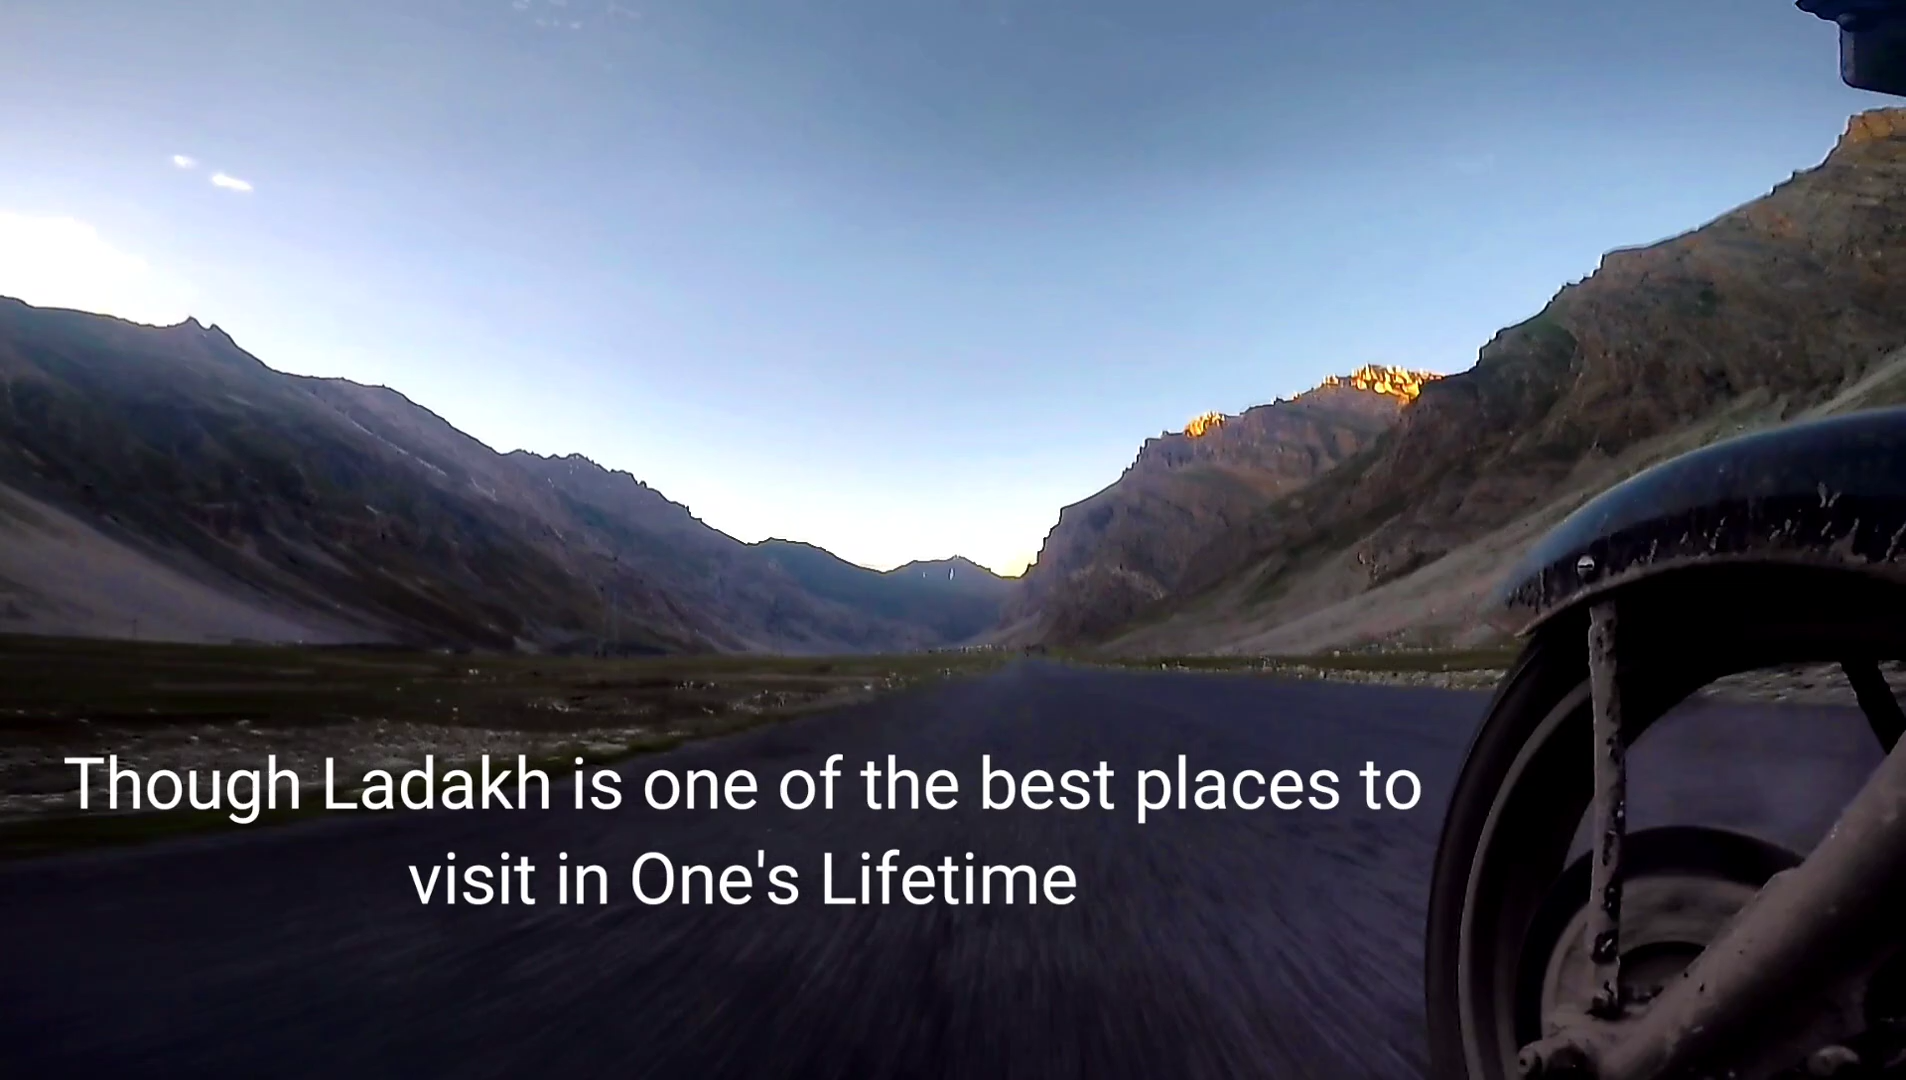 Though Ladakh is one of the best places to
visit in One's Lifetime